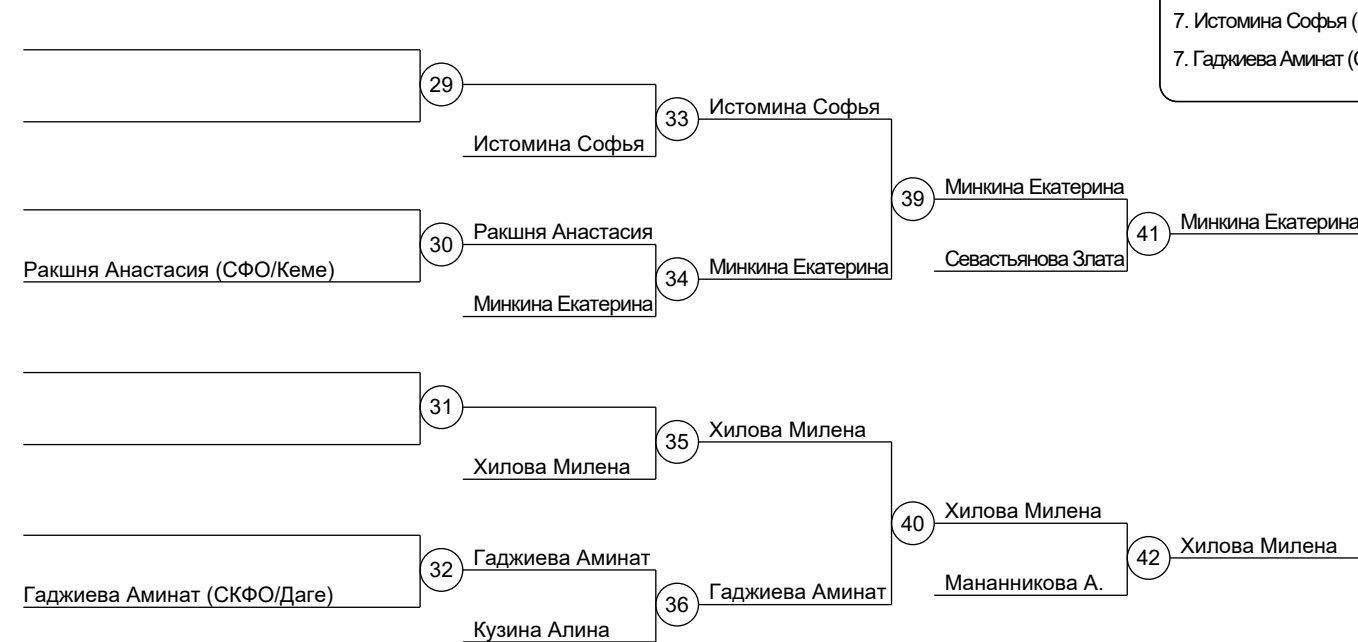 7. Истомина Софья (
7. Гаджиева Аминат (
29
33
Истомина Софья
Истомина Софья
39
Минкина Екатерина
30
Ракшня Анастасия
Ракшня Анастасия (СФО/Кеме)
34
Минкина Екатерина
Минкина Екатерина
Севастьянова Злата
41
Минкина Екатерина
31
35
Хилова Милена
Хилова Милена
40
Хилова Милена
32
Гаджиева Аминат
Гаджиева Аминат (СКФО/Даге)
36
Гаджиева Аминат
Кузина Алина
Мананникова А.
42
Хилова Милена